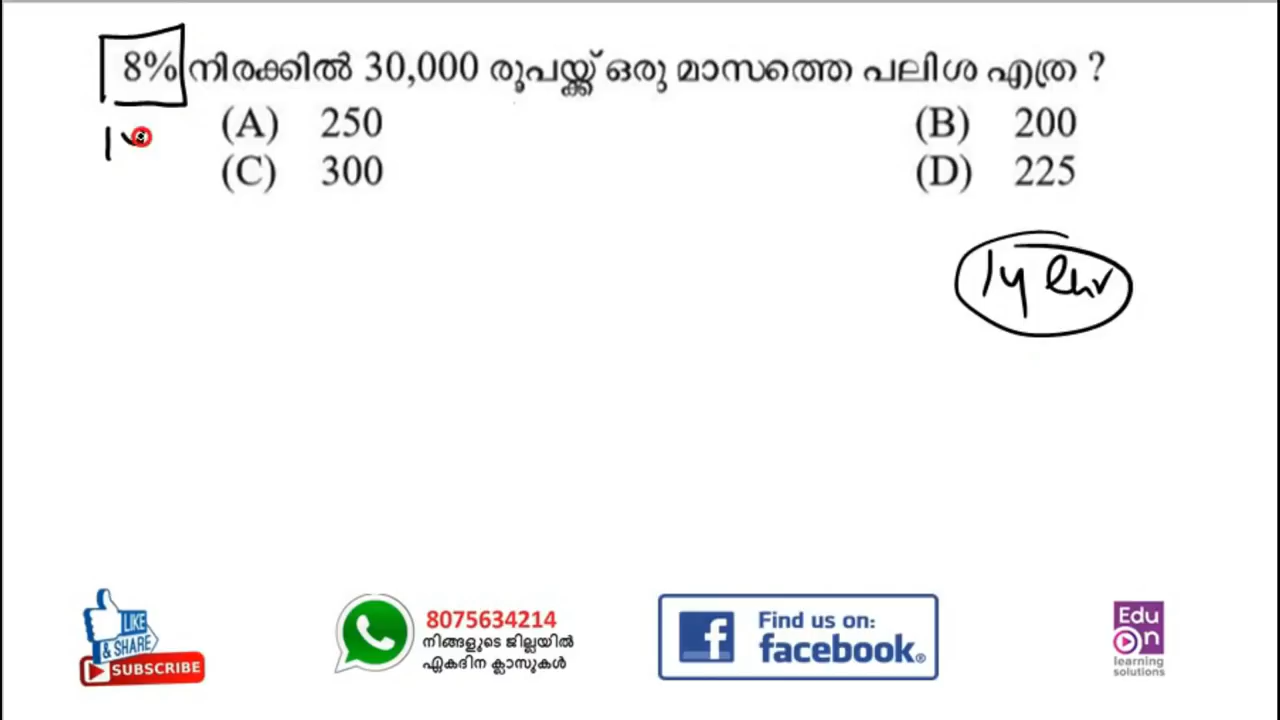 8% നിരക്കിൽ 30,000 രൂപയ്ക്ക് ഒരു മാസത്തെ പലിശ എത്ര ?
(A) 250 (B) 200
(C) 300 (D) 225
1y
LIKE
& SHARE
SUBSCRIBE
8075634214
നിങ്ങളുടെ ജില്ലയിൽ
ഏകദിന ക്ലാസുകൾ
Find us on:
facebook®
Edu
On
learning
solutions